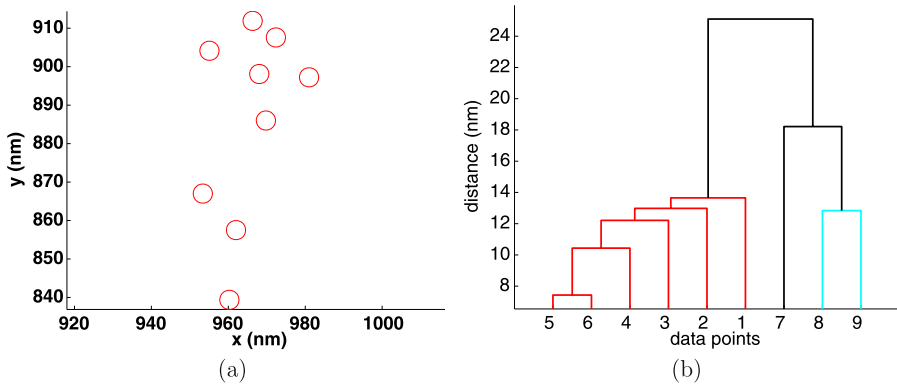 910
900
890
880
870
860
850
840
y (nm)
920 940 960 980 1000
x (nm)
(a)
24
22
20
18
16
14
12
10
8
distance (nm)
5 6 4 3 2 1 7 8 9
data points
(b)